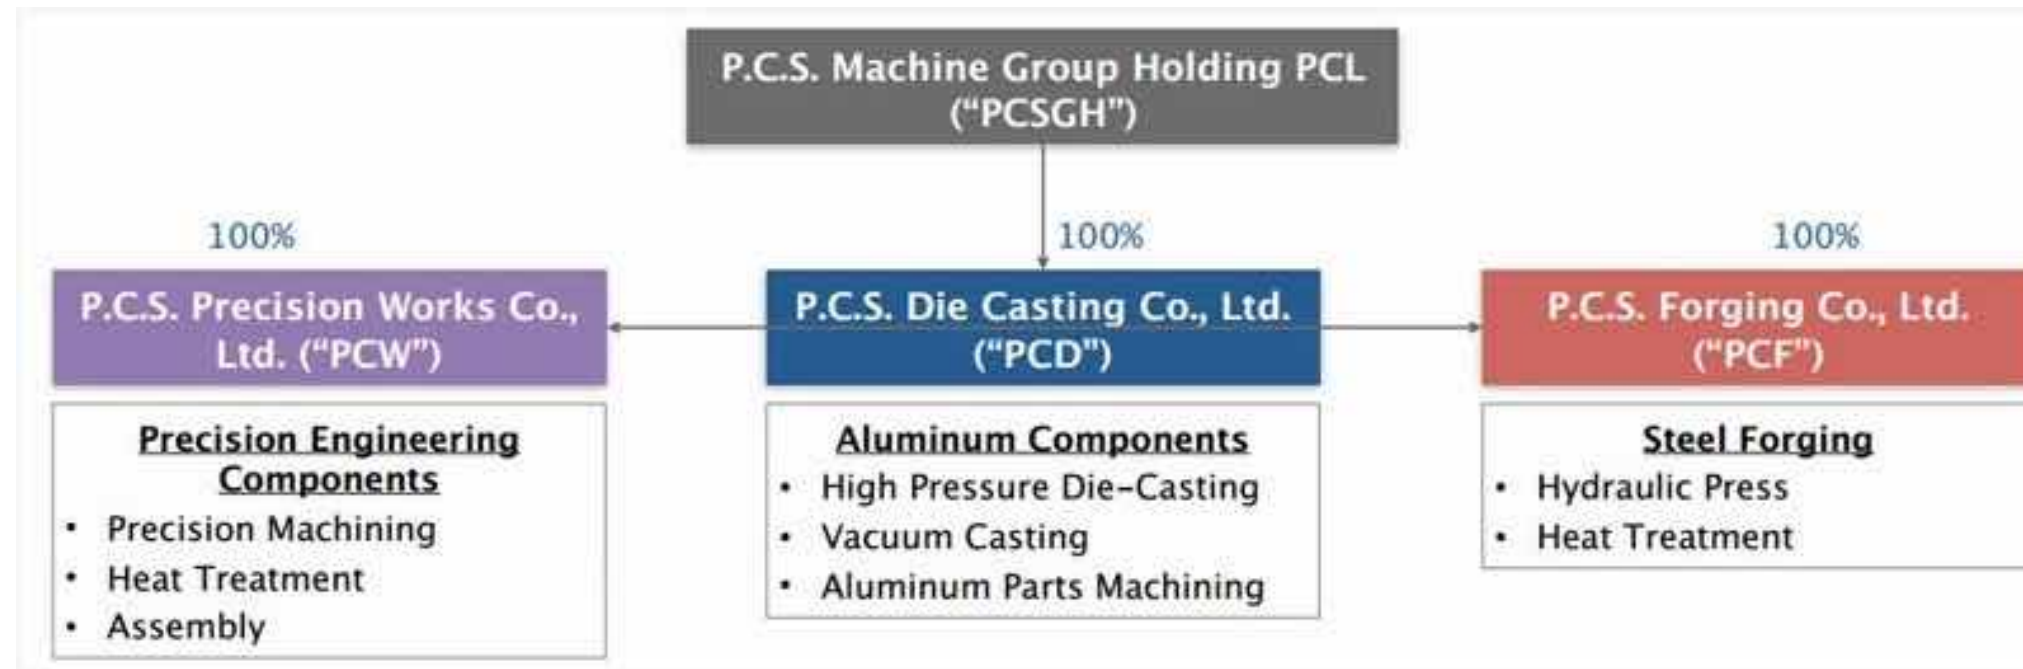 P.C.S. Machine Group Holding PCL
(“PCSGH”)
100%
100%
100%
P.C.S. Precision Works Co.,
Ltd. (“PCW”)
P.C.S. Die Casting Co., Ltd.
(“PCD”)
P.C.S. Forging Co., Ltd.
(“PCF”)
Precision Engineering
Components
• Precision Machining
• Heat Treatment
• Assembly
Aluminum Components
• High Pressure Die-Casting
• Vacuum Casting
• Aluminum Parts Machining
Steel Forging
• Hydraulic Press
• Heat Treatment